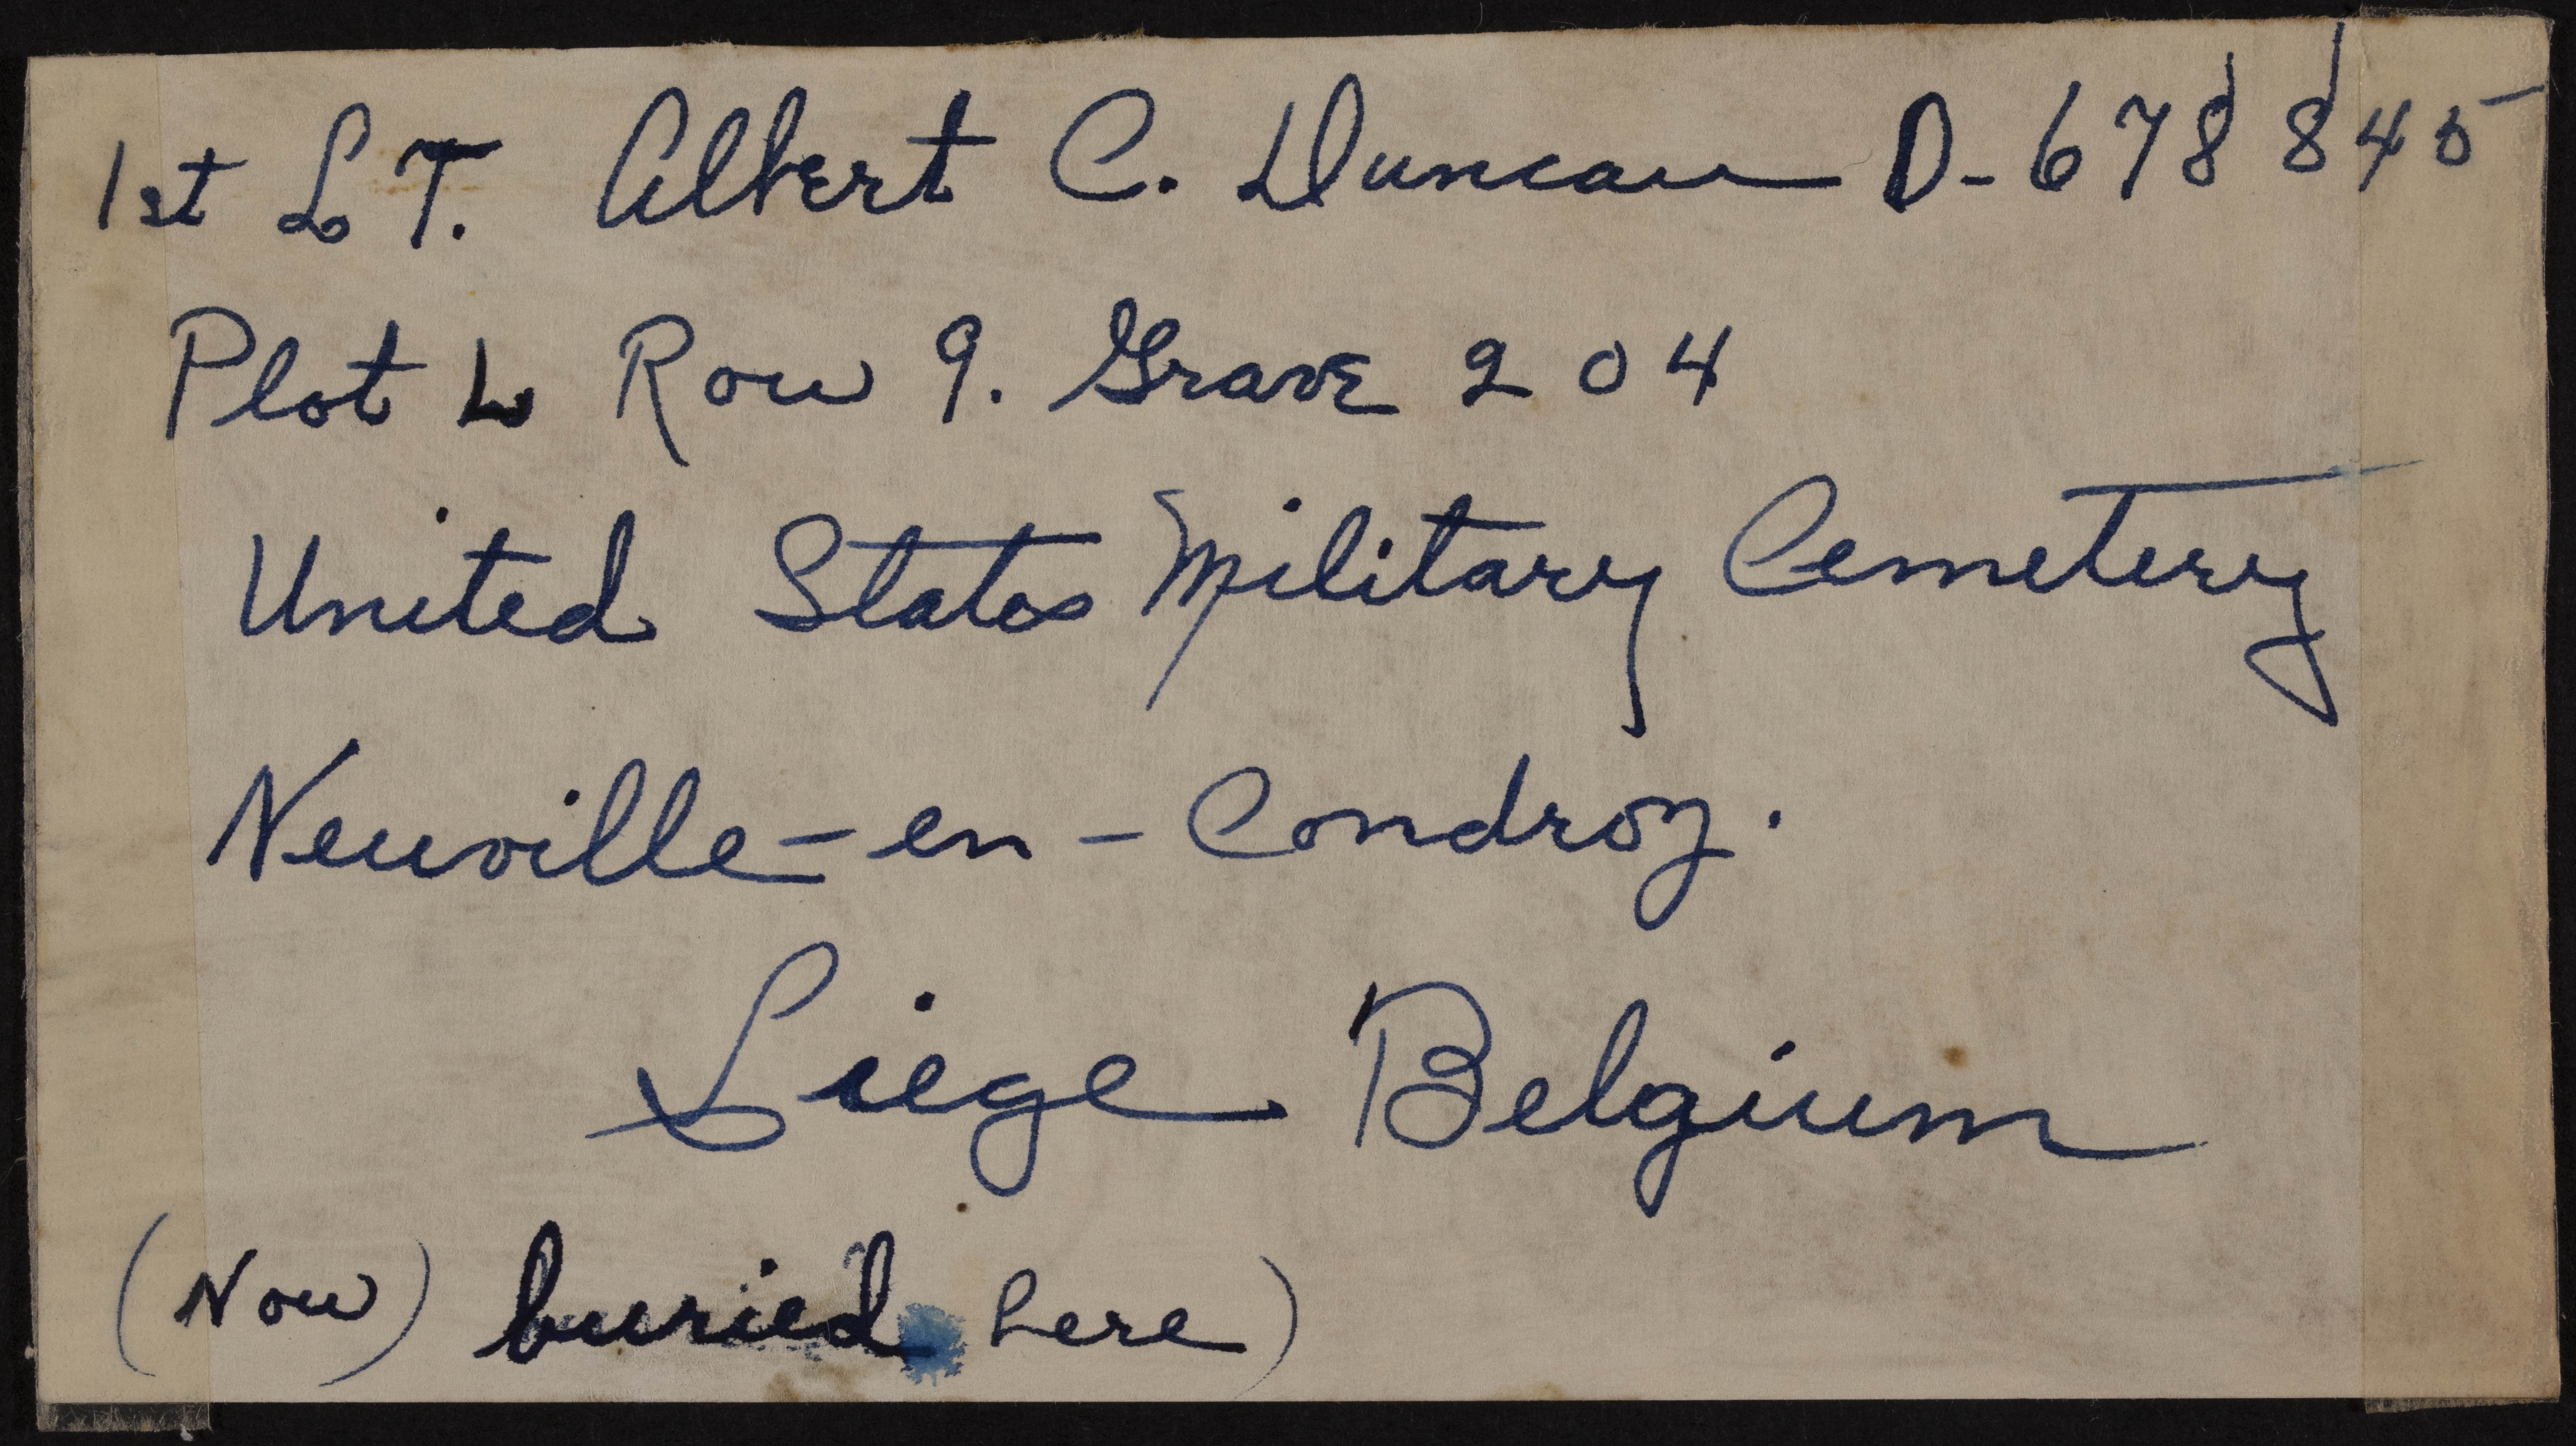 1st LT. Albert C. Duncan D-678845
Plot L Row 9. Grave 204
United States Military Cemetery
Neuville-en-Condroz.
Liege Belgium
(Now) buried here)